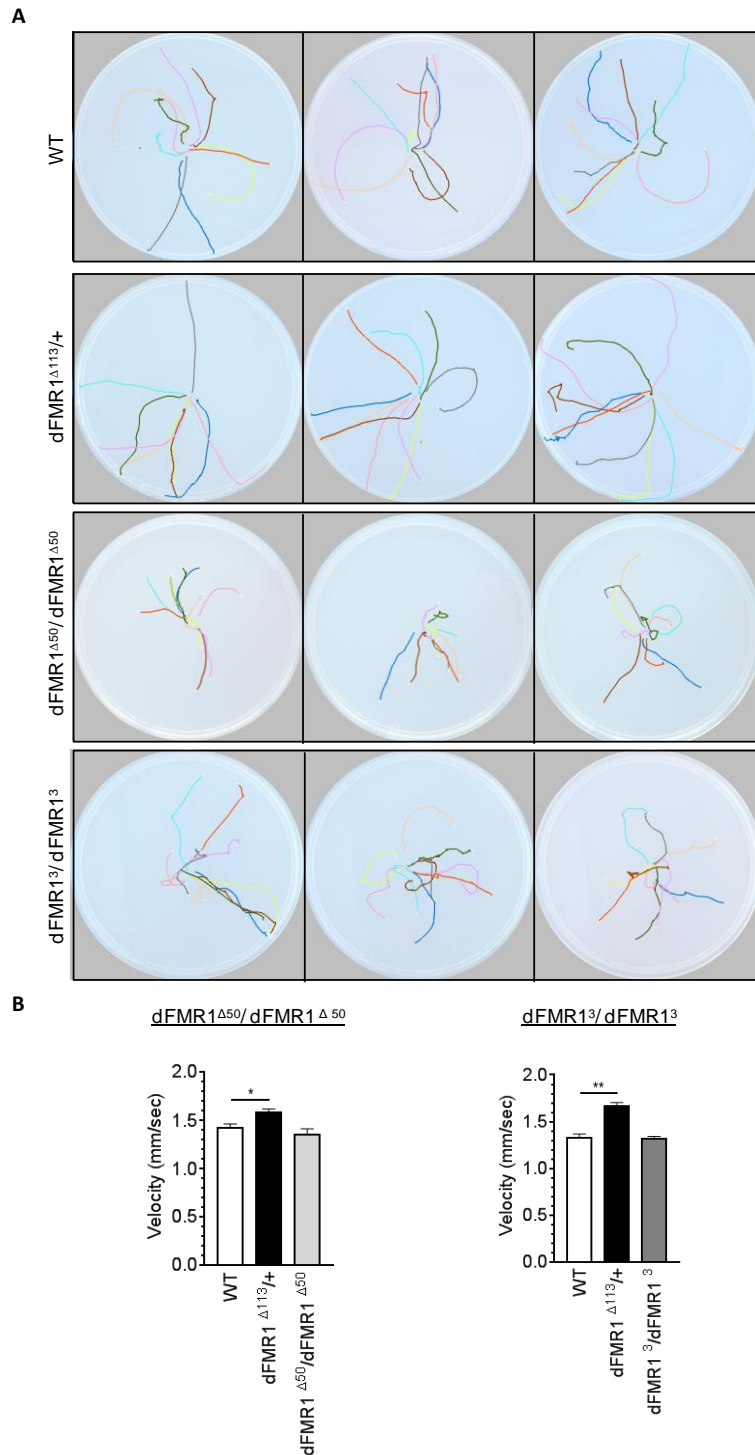 A
WT
dFMR1Δ113/+
dFMR1Δ50/ dFMR1Δ50
dFMR1³/ dFMR1³
B
dFMR1Δ50/ dFMR1 Δ 50
Velocity (mm/sec)
2.0
1.5
1.0
0.5
0.0
*
WT
dFMR1 Δ113/+
dFMR1 Δ50/dFMR1 Δ50
dFMR1³/ dFMR1³
Velocity (mm/sec)
2.0
1.5
1.0
0.5
0.0
**
WT
dFMR1 Δ113/+
dFMR1 ³/dFMR1 ³